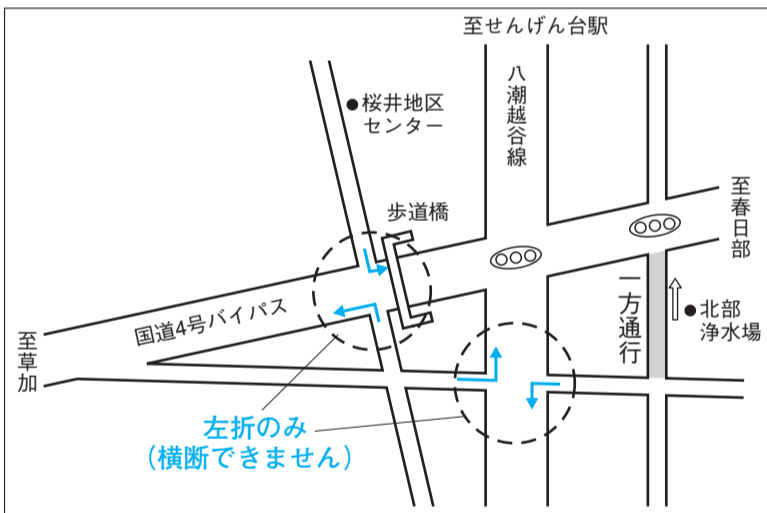 至せんげん台駅
八潮越谷線
●桜井地区
センター
歩道橋
至春日部
国道4号バイパス
一方通行
●北部
浄水場
至草加
左折のみ
(横断できません)